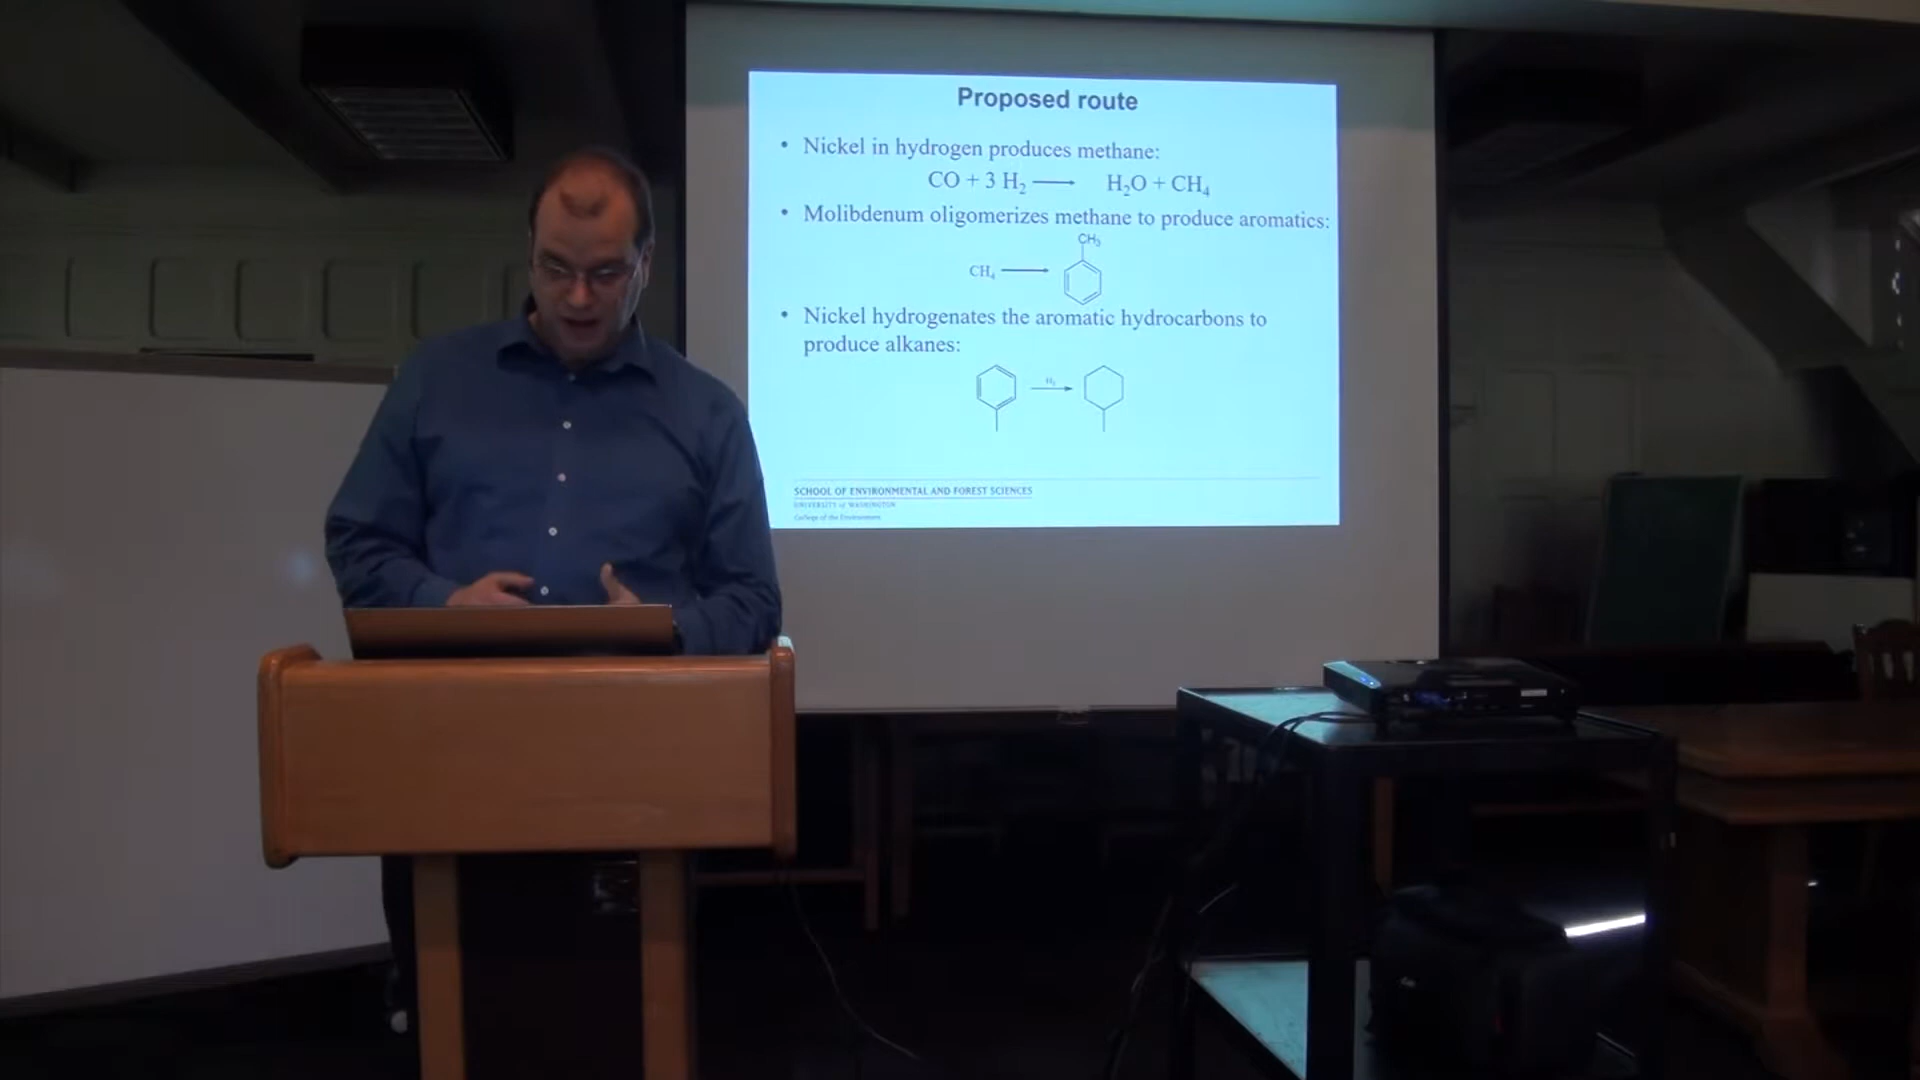 Proposed route
• Nickel in hydrogen produces methane:
CO + 3 H₂ ⟶ H₂O + CH₄
• Molibdenum oligomerizes methane to produce aromatics:
CH₃
CH₄ ⟶
• Nickel hydrogenates the aromatic hydrocarbons to
produce alkanes:
H₂
SCHOOL OF ENVIRONMENTAL AND FOREST SCIENCES
UNIVERSITY of WASHINGTON
College of the Environment